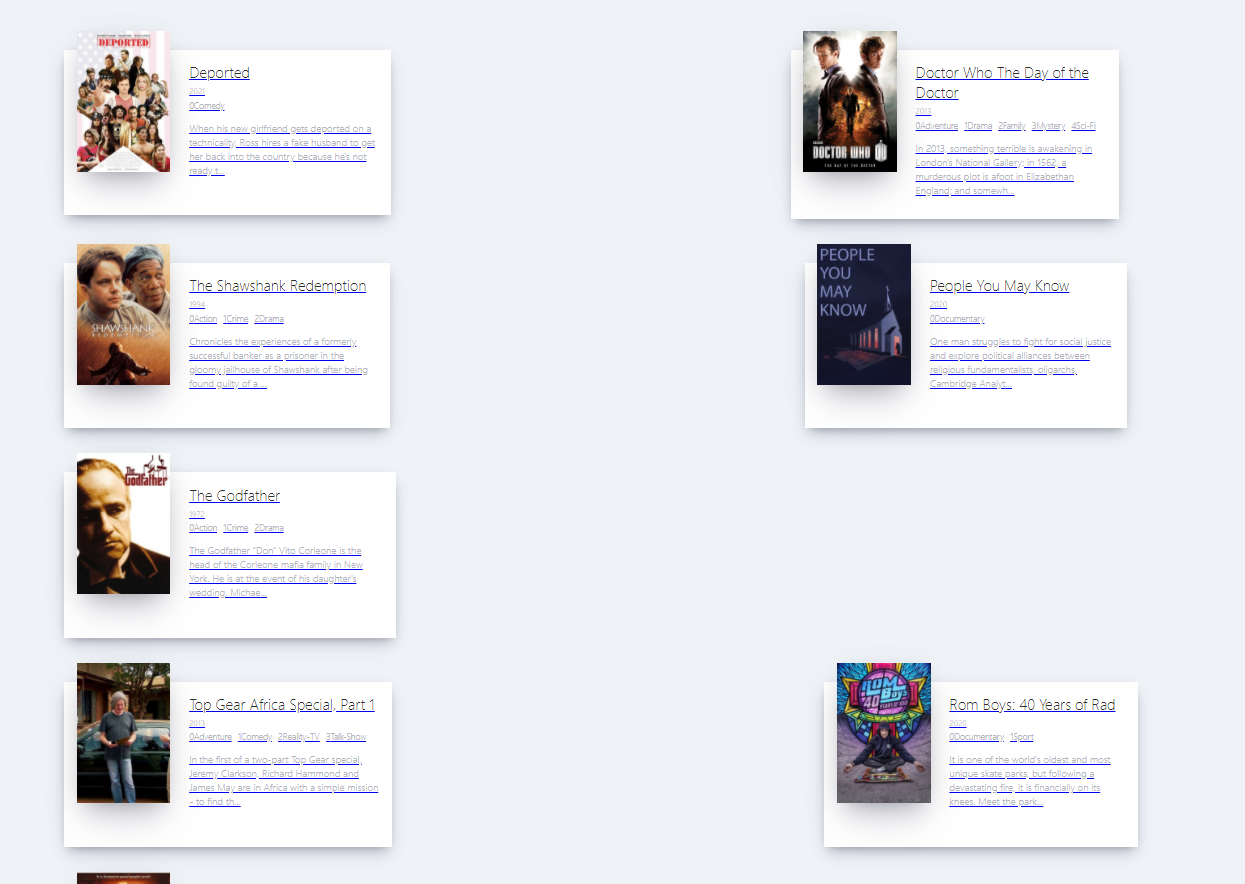 DEPORTED
Deported
2021
0Comedy
When his new girlfriend gets deported on a
technicality, Ross hires a fake husband to get
her back into the country because he's not
ready t...
DOCTOR WHO
THE DAY OF THE DOCTOR
Doctor Who The Day of the
Doctor
2013
0Adventure 1Drama 2Family 3Mystery 4Sci-Fi
In 2013, something terrible is awakening in
London's National Gallery; in 1562, a
murderous plot is afoot in Elizabethan
England; and somewh...
SHAWSHANK
REDEMPTION
The Shawshank Redemption
1994
0Action 1Crime 2Drama
Chronicles the experiences of a formerly
successful banker as a prisoner in the
gloomy jailhouse of Shawshank after being
found guilty of a ...
PEOPLE
YOU
MAY
KNOW
People You May Know
2020
0Documentary
One man struggles to fight for social justice
and explore political alliances between
religious fundamentalists, oligarchs,
Cambridge Analyt...
The
Godfather
The Godfather
1972
0Action 1Crime 2Drama
The Godfather "Don" Vito Corleone is the
head of the Corleone mafia family in New
York. He is at the event of his daughter's
wedding. Michae...
Top Gear Africa Special, Part 1
2013
0Adventure 1Comedy 2Reality-TV 3Talk-Show
In the first of a two-part Top Gear special,
Jeremy Clarkson, Richard Hammond and
James May are in Africa with a simple mission
- to find th...
ROM
BOYS
40 YEARS OF RAD
Rom Boys: 40 Years of Rad
2020
0Documentary 1Sport
It is one of the world's oldest and most
unique skate parks, but following a
devastating fire, it is financially on its
knees. Meet the park...